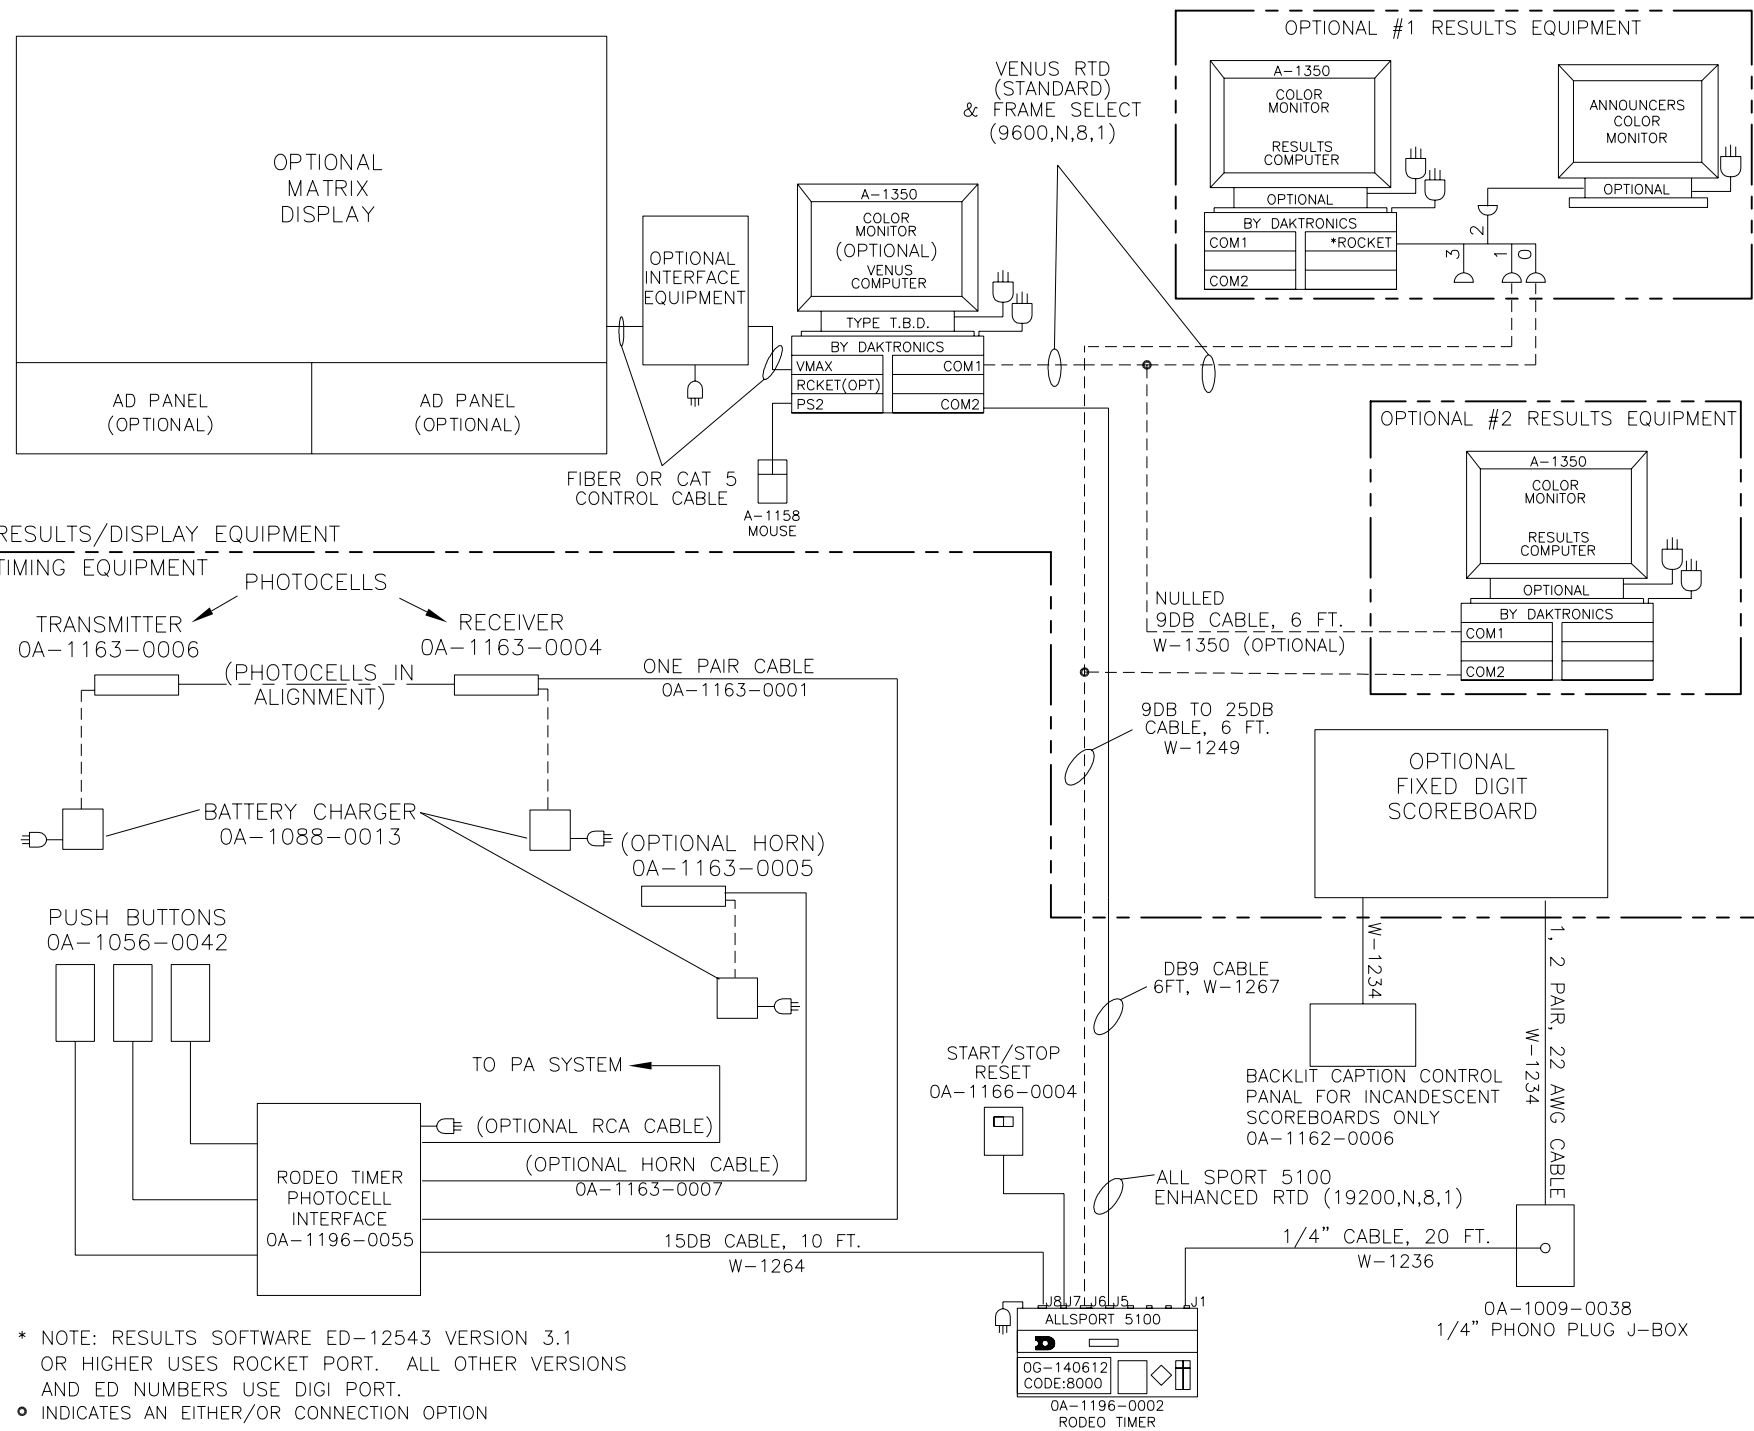 OPTIONAL #1 RESULTS EQUIPMENT
VENUS RTD
(STANDARD)
& FRAME SELECT
(9600,N,8,1)
A-1350
COLOR
MONITOR
RESULTS
COMPUTER
OPTIONAL
BY DAKTRONICS
COM1
*ROCKET
COM2
ANNOUNCERS
COLOR
MONITOR
OPTIONAL
3
2
1
0
OPTIONAL
MATRIX
DISPLAY
AD PANEL
(OPTIONAL)
AD PANEL
(OPTIONAL)
OPTIONAL
INTERFACE
EQUIPMENT
A-1350
COLOR
MONITOR
(OPTIONAL)
VENUS
COMPUTER
TYPE T.B.D.
BY DAKTRONICS
VMAX
COM1
RCKET(OPT)
PS2
COM2
FIBER OR CAT 5
CONTROL CABLE
A-1158
MOUSE
OPTIONAL #2 RESULTS EQUIPMENT
A-1350
COLOR
MONITOR
RESULTS
COMPUTER
OPTIONAL
BY DAKTRONICS
COM1
COM2
RESULTS/DISPLAY EQUIPMENT
TIMING EQUIPMENT
PHOTOCELLS
TRANSMITTER
0A-1163-0006
RECEIVER
0A-1163-0004
(PHOTOCELLS IN
ALIGNMENT)
ONE PAIR CABLE
0A-1163-0001
NULLED
9DB CABLE, 6 FT.
W-1350 (OPTIONAL)
9DB TO 25DB
CABLE, 6 FT.
W-1249
OPTIONAL
FIXED DIGIT
SCOREBOARD
BATTERY CHARGER
0A-1088-0013
(OPTIONAL HORN)
0A-1163-0005
PUSH BUTTONS
0A-1056-0042
DB9 CABLE
6FT, W-1267
W-1234
1, 2 PAIR, 22 AWG CABLE
W-1234
TO PA SYSTEM
START/STOP
RESET
0A-1166-0004
BACKLIT CAPTION CONTROL
PANAL FOR INCANDESCENT
SCOREBOARDS ONLY
0A-1162-0006
(OPTIONAL RCA CABLE)
(OPTIONAL HORN CABLE)
0A-1163-0007
RODEO TIMER
PHOTOCELL
INTERFACE
0A-1196-0055
ALL SPORT 5100
ENHANCED RTD (19200,N,8,1)
15DB CABLE, 10 FT.
W-1264
1/4" CABLE, 20 FT.
W-1236
0A-1009-0038
1/4" PHONO PLUG J-BOX
J8 J7 J6 J5 J1
ALLSPORT 5100
D
0G-140612
CODE:8000
0A-1196-0002
RODEO TIMER
* NOTE: RESULTS SOFTWARE ED-12543 VERSION 3.1
OR HIGHER USES ROCKET PORT. ALL OTHER VERSIONS
AND ED NUMBERS USE DIGI PORT.
INDICATES AN EITHER/OR CONNECTION OPTION